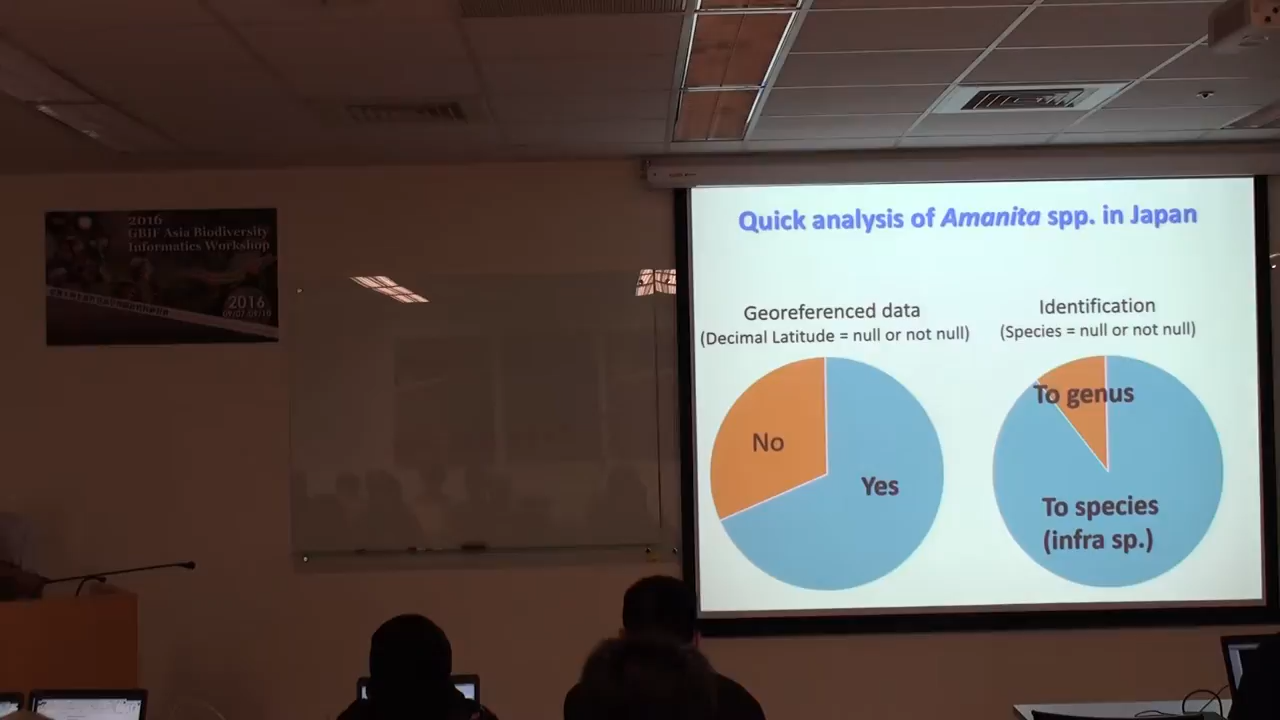 2016
GBIF Asia Biodiversity
Informatics Workshop
2016
Quick analysis of Amanita spp. in Japan
Georeferenced data
(Decimal Latitude = null or not null)
No
Yes
Identification
(Species = null or not null)
To genus
To species
(infra sp.)